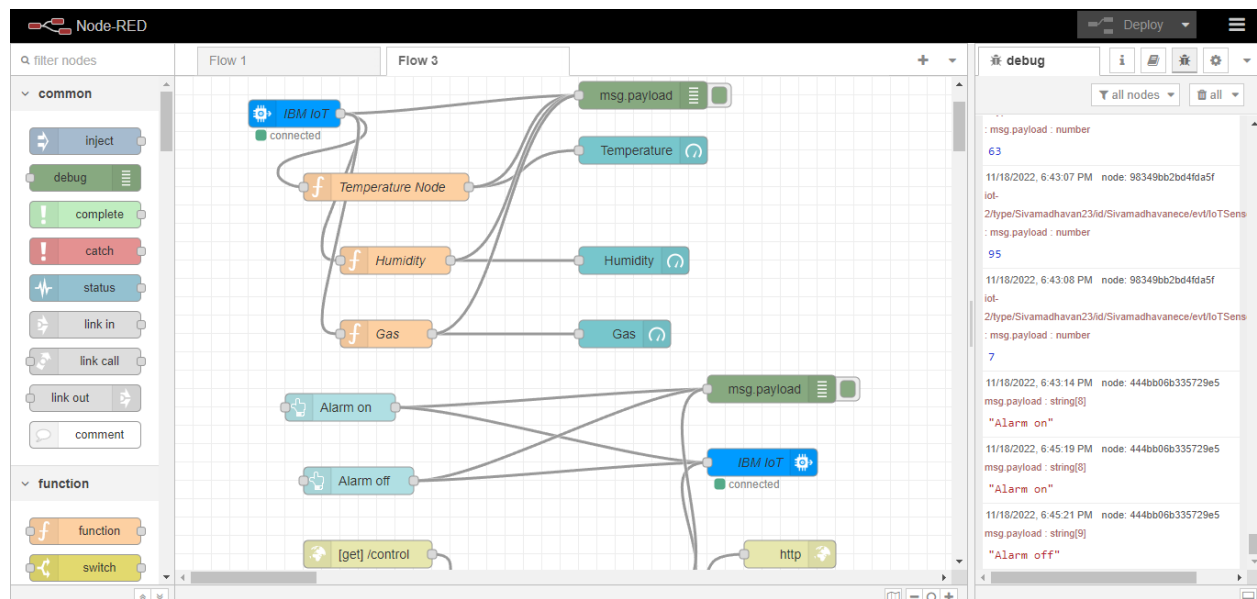 Node-RED
Deploy
filter nodes
Flow 1
Flow 3
debug
i
all nodes
all
common
inject
debug
complete
catch
status
link in
link call
link out
comment
function
function
switch
IBM IoT
connected
msg.payload
Temperature
Temperature Node
Humidity
Humidity
Gas
Gas
Alarm on
msg.payload
IBM IoT
connected
Alarm off
[get] /control
http
: msg.payload : number
63
11/18/2022, 6:43:07 PM node: 98349bb2bd4fda5f
iot-
2/type/Sivamadhavan23/id/Sivamadhavanece/evt/IoTSens
: msg.payload : number
95
11/18/2022, 6:43:08 PM node: 98349bb2bd4fda5f
iot-
2/type/Sivamadhavan23/id/Sivamadhavanece/evt/IoTSens
: msg.payload : number
7
11/18/2022, 6:43:14 PM node: 444bb06b335729e5
msg.payload : string[8]
"Alarm on"
11/18/2022, 6:45:19 PM node: 444bb06b335729e5
msg.payload : string[8]
"Alarm on"
11/18/2022, 6:45:21 PM node: 444bb06b335729e5
msg.payload : string[9]
"Alarm off"